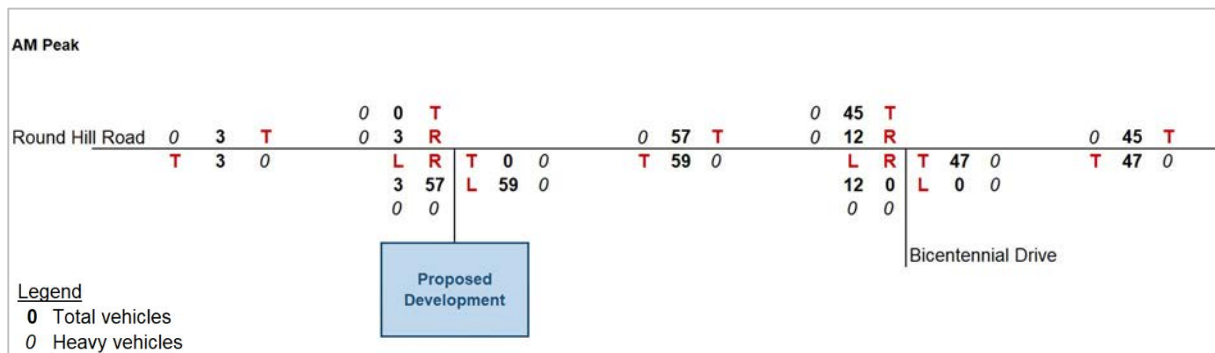 AM Peak
0 0 T 0 45 T
Round Hill Road 0 3 T 0 3 R 0 57 T 0 12 R 0 45 T
T 3 0 L R T 0 0 T 59 0 L R T 47 0 T 47 0
3 57 L 59 0 12 0 L 0 0
0 0 0 0
Bicentennial Drive
Proposed
Development
Legend
0 Total vehicles
0 Heavy vehicles